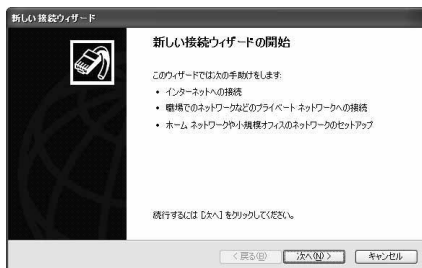 新しい接続ウィザード
新しい接続ウィザードの開始
このウィザードでは次の手助けをします:
• インターネットへの接続
• 職場でのネットワークなどのプライベート ネットワークへの接続
• ホーム ネットワークや小規模オフィスのネットワークのセットアップ
続行するには [次へ] をクリックしてください。
< 戻る(B) 次へ(N) > キャンセル